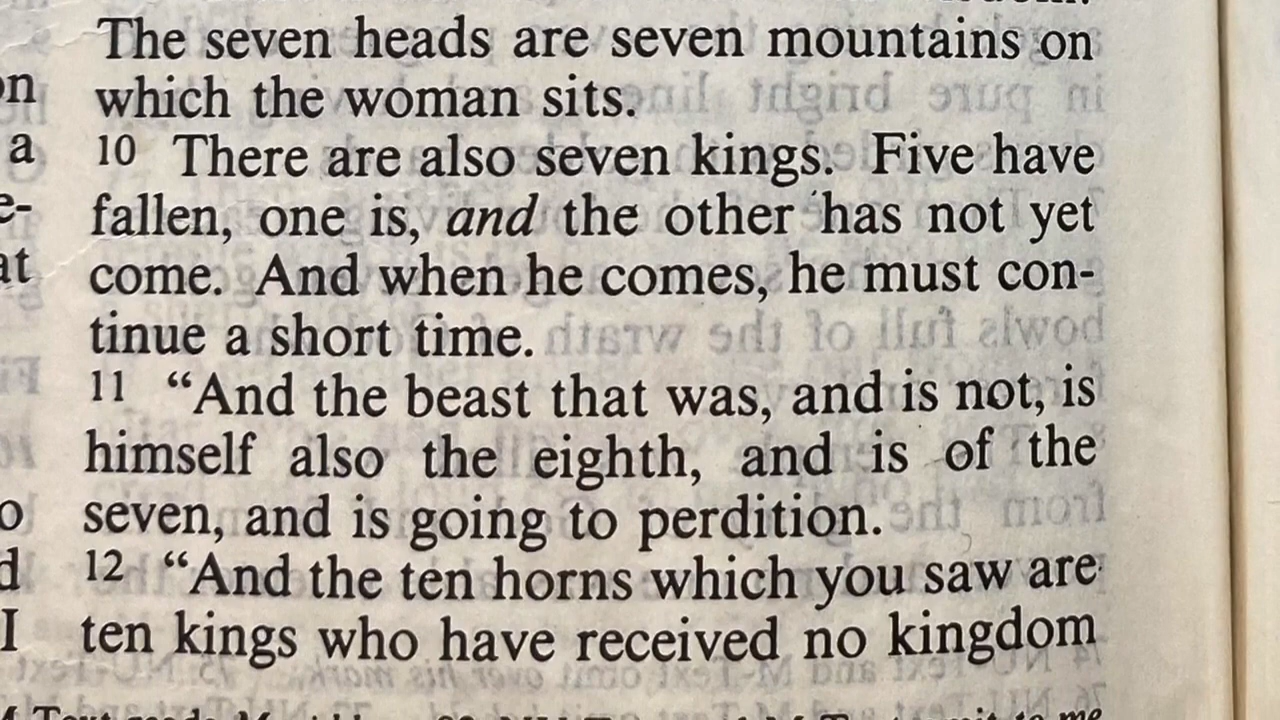 The seven heads are seven mountains on
which the woman sits.
10 There are also seven kings. Five have
fallen, one is, and the other has not yet
come. And when he comes, he must con-
tinue a short time.
11 “And the beast that was, and is not, is
himself also the eighth, and is of the
seven, and is going to perdition.
12 “And the ten horns which you saw are
ten kings who have received no kingdom